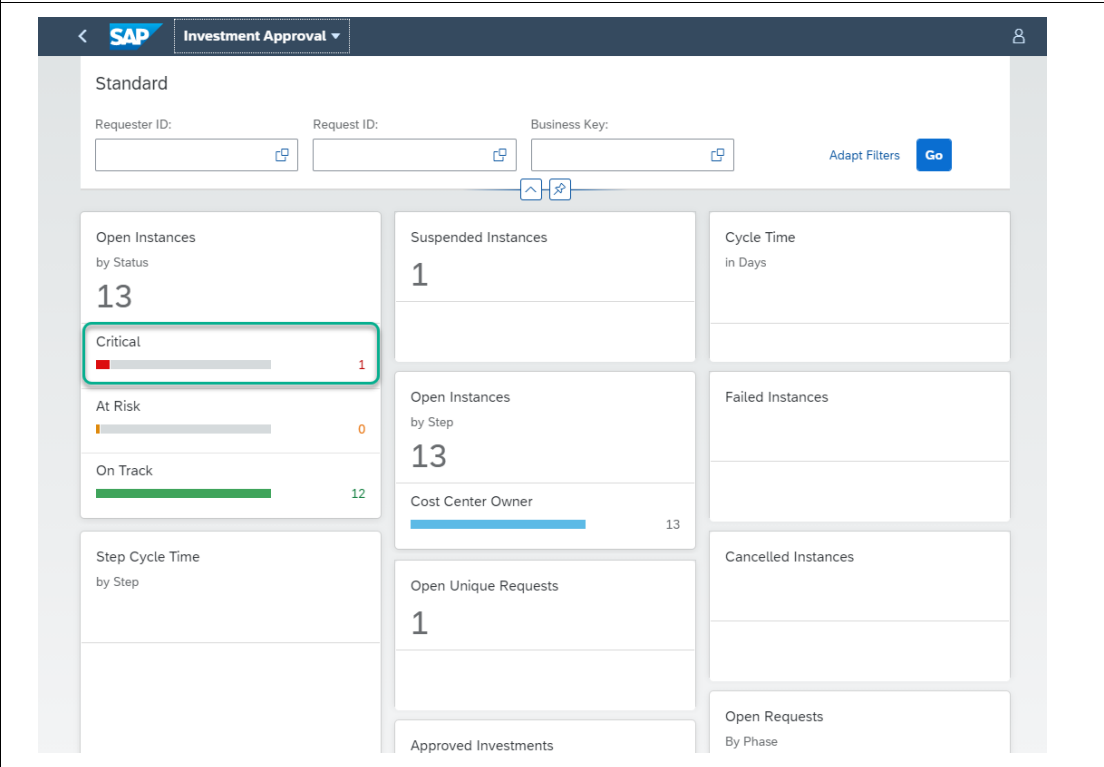 SAP Investment Approval
Standard
Requester ID:
Request ID:
Business Key:
Adapt Filters
Go
Open Instances
by Status
13
Critical
1
At Risk
0
On Track
12
Step Cycle Time
by Step
Suspended Instances
1
Open Instances
by Step
13
Cost Center Owner
13
Open Unique Requests
1
Approved Investments
Cycle Time
in Days
Failed Instances
Cancelled Instances
Open Requests
By Phase